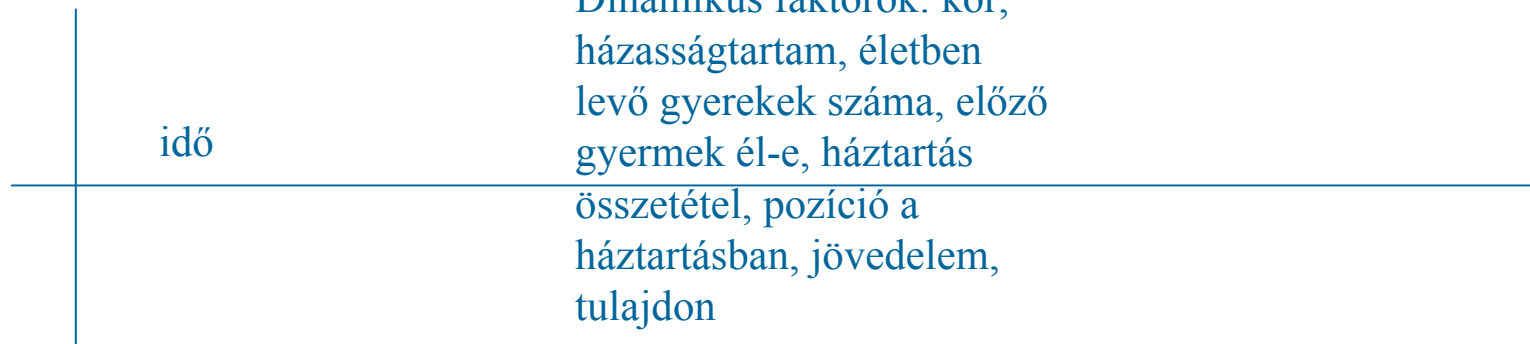 Dinamikus faktorok: kor,
házasságtartam, életben
levő gyerekek száma, előző
idő
gyermek él-e, háztartás
összetétel, pozíció a
háztartásban, jövedelem,
tulajdon